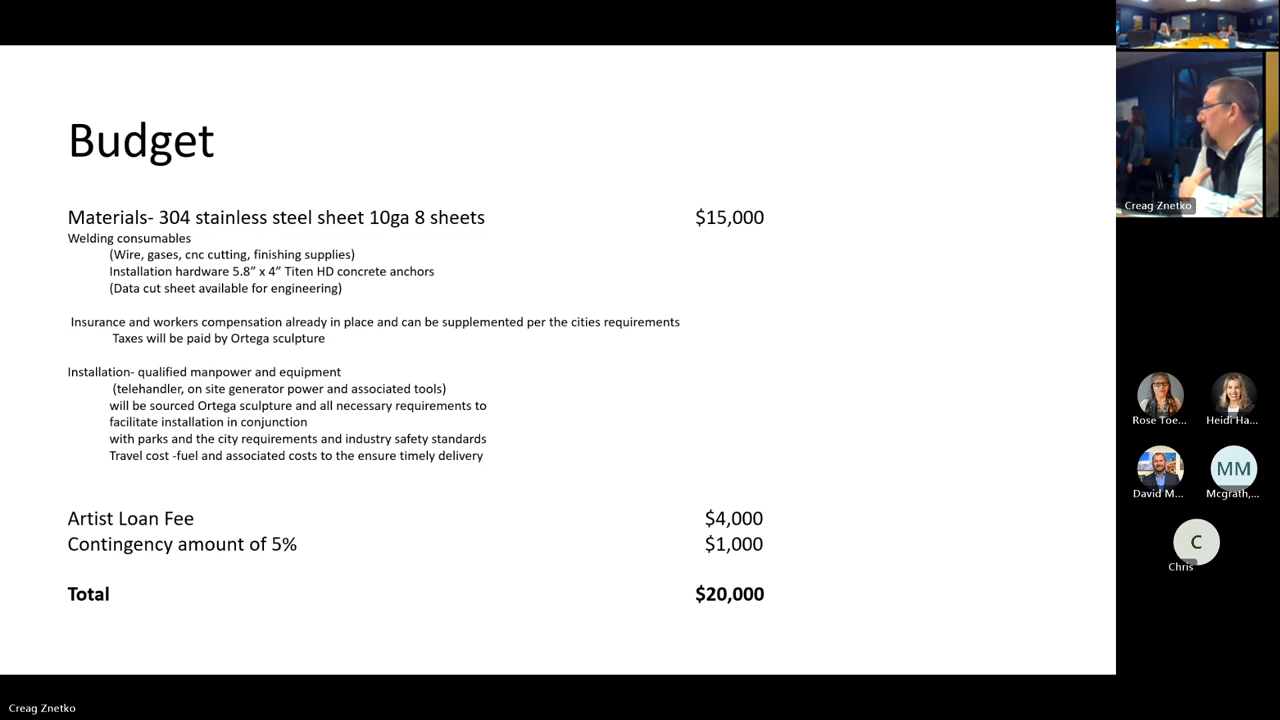 Budget
Materials- 304 stainless steel sheet 10ga 8 sheets $15,000
Welding consumables
(Wire, gases, cnc cutting, finishing supplies)
Installation hardware 5.8” x 4” Titen HD concrete anchors
(Data cut sheet available for engineering)
Insurance and workers compensation already in place and can be supplemented per the cities requirements
Taxes will be paid by Ortega sculpture
Installation- qualified manpower and equipment
(telehandler, on site generator power and associated tools)
will be sourced Ortega sculpture and all necessary requirements to
facilitate installation in conjunction
with parks and the city requirements and industry safety standards
Travel cost -fuel and associated costs to the ensure timely delivery
Artist Loan Fee $4,000
Contingency amount of 5% $1,000
Total $20,000
Creag Znetko
Rose Toe... Heidi Ha...
MM
David M... Mcgrath,...
C
Chris
Creag Znetko